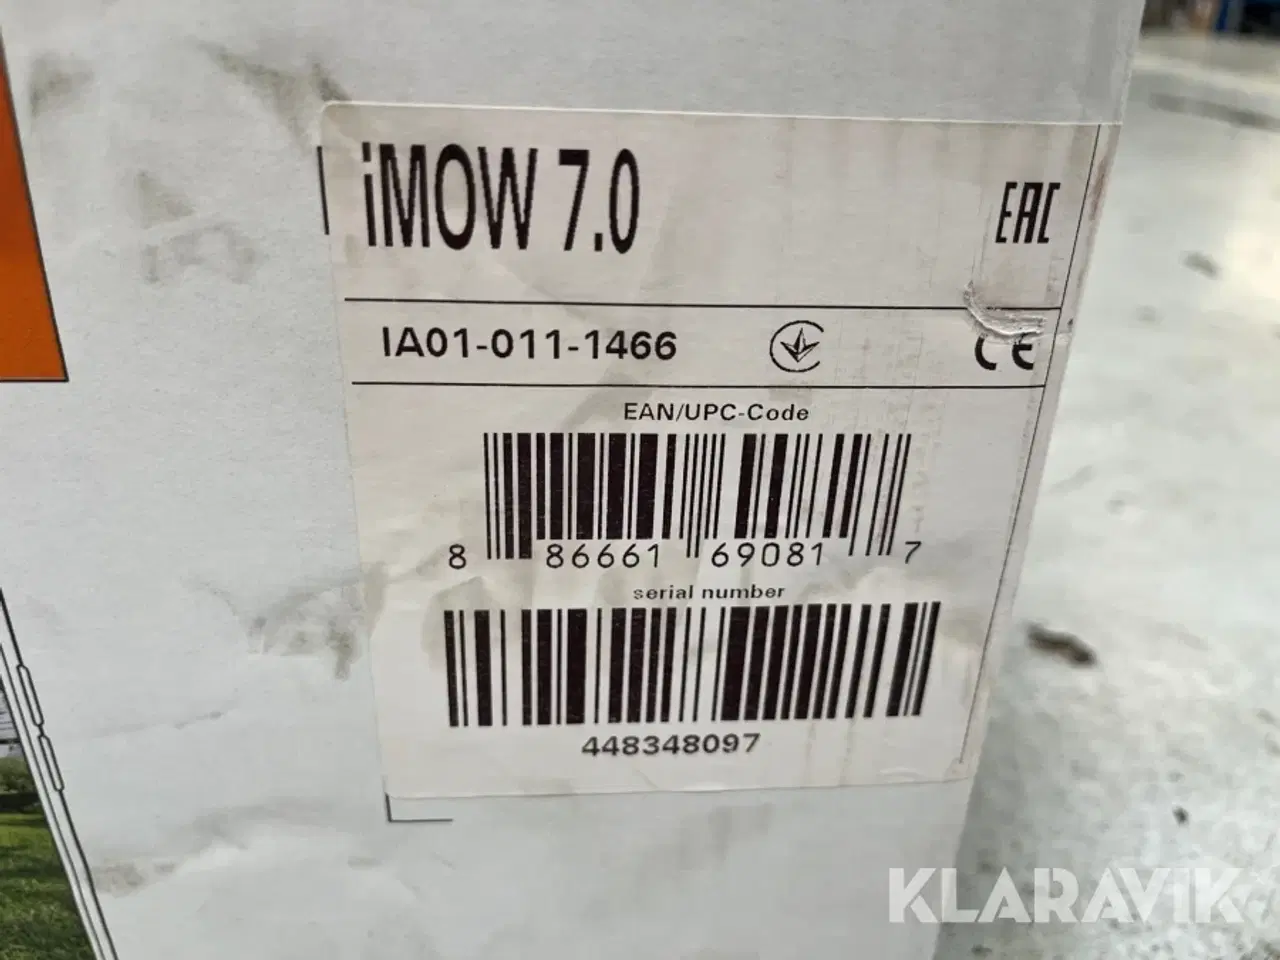 iMOW 7.0
EAC
IA01-011-1466
CE
EAN/UPC-Code
8 86661 69081 7
serial number
448348097
KLARAVIK